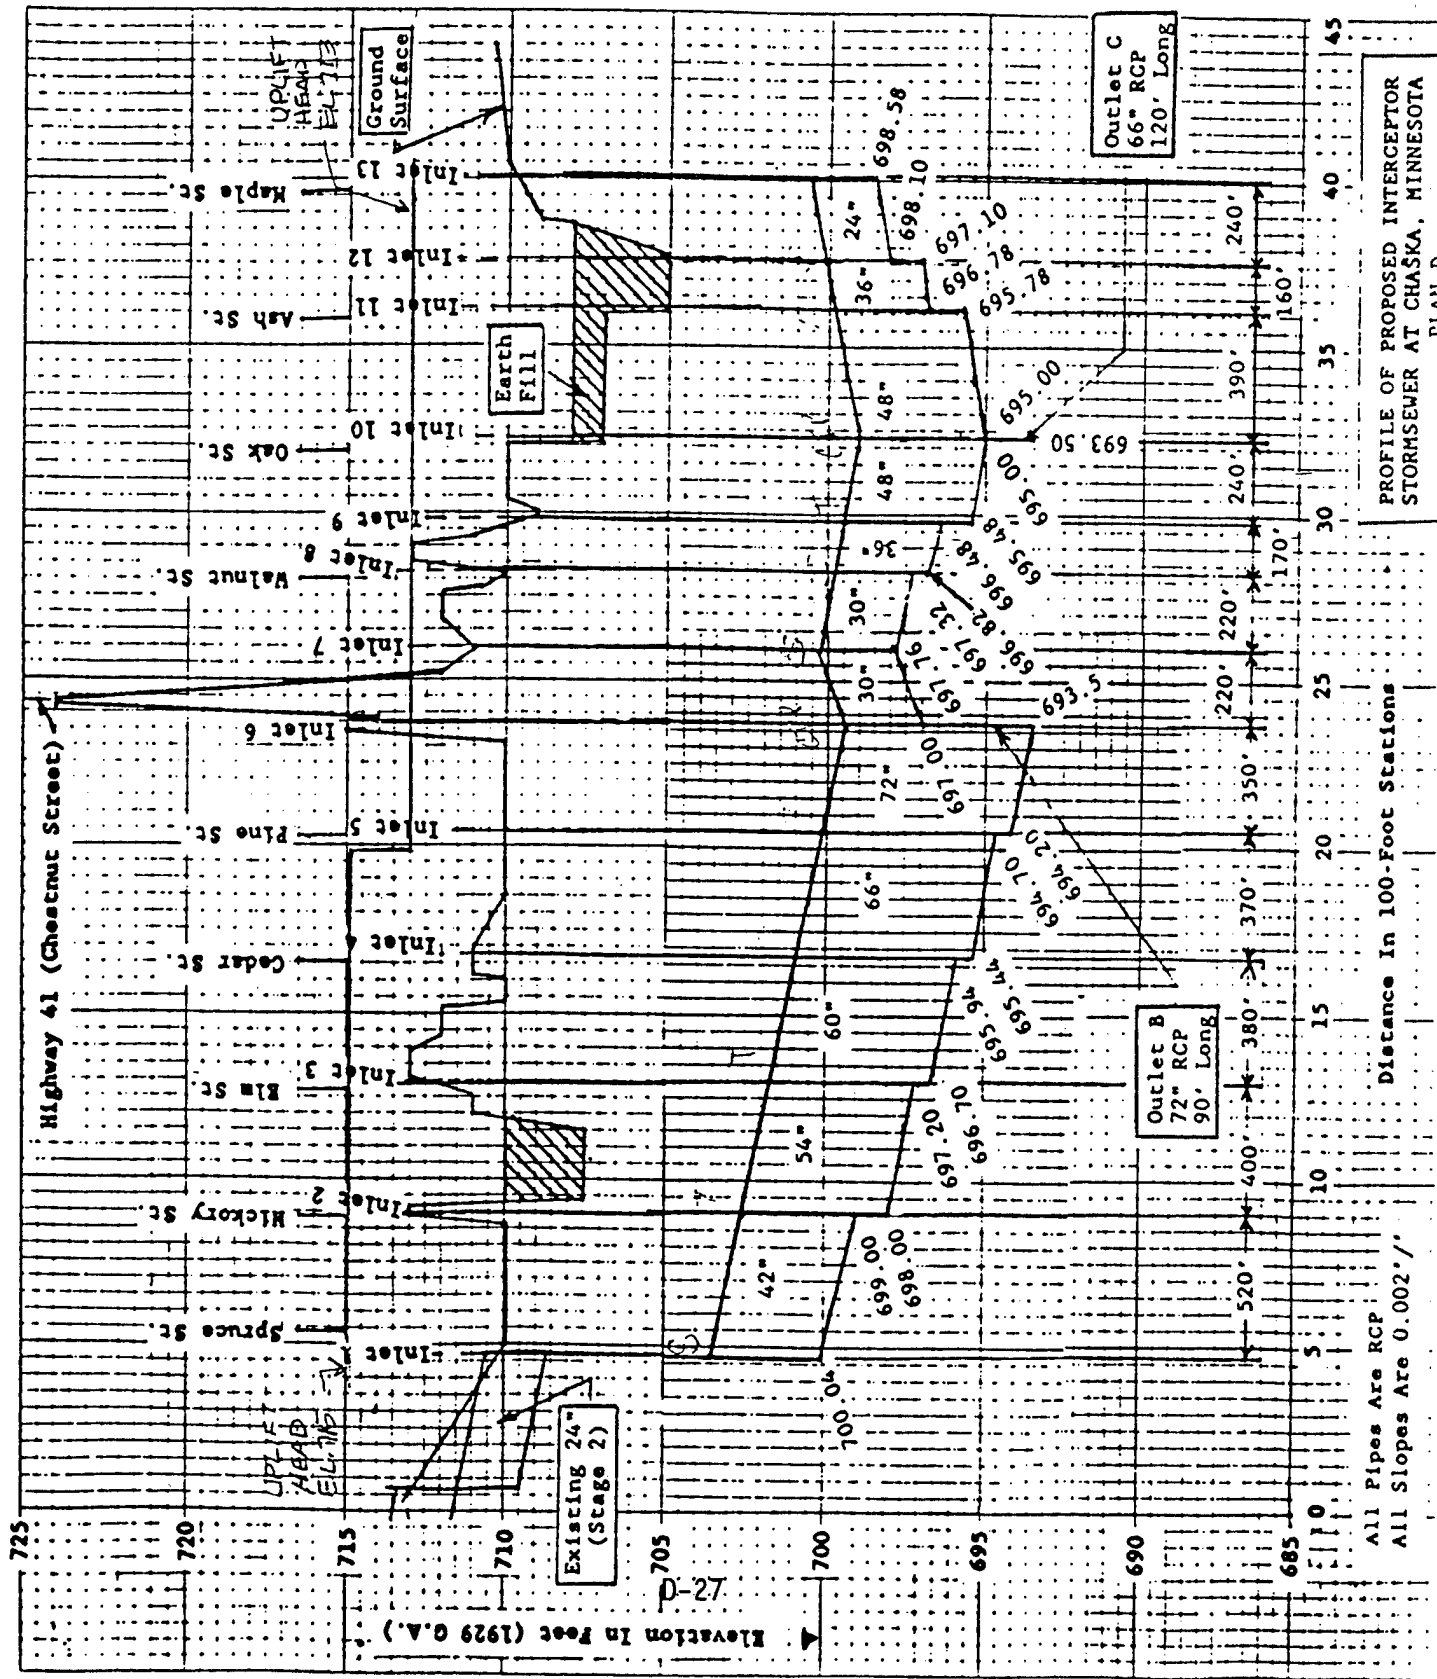 Highway 41 (Chestnut Street)
Spruce St.
Hickory St.
Elm St.
Cedar St.
Pine St.
Walnut St.
Oak St.
Ash St.
Maple St.
Inlet 1
Inlet 2
Inlet 3
Inlet 4
Inlet 5
Inlet 6
Inlet 7
Inlet 8
Inlet 9
Inlet 10
Inlet 11
Inlet 12
Inlet 13
UPLIFT
HEAD
EL. 715
UPLIFT
HEAD
EL. 713
Ground
Surface
Earth
Fill
Existing 24"
(Stage 2)
725
720
715
710
705
700
695
690
685
Elevation In Feet (1929 G.A.)
D-27
42"
54"
60"
66"
72"
30"
30"
36"
48"
48"
36"
24"
700.04
699.00
698.00
697.20
696.70
695.94
695.44
694.70
694.20
693.5
697.00
697.76
697.32
696.82
696.48
695.48
695.00
693.50
695.00
695.78
696.78
697.10
698.10
698.58
Outlet B
72" RCP
90' Long
Outlet C
66" RCP
120' Long
520'
400'
380'
370'
350'
220'
220'
170'
240'
390'
160'
240'
0
5
10
15
20
25
30
35
40
45
Distance In 100-Foot Stations
All Pipes Are RCP
All Slopes Are 0.002'/'
PROFILE OF PROPOSED INTERCEPTOR
STORMSEWER AT CHASKA, MINNESOTA
PLAN D